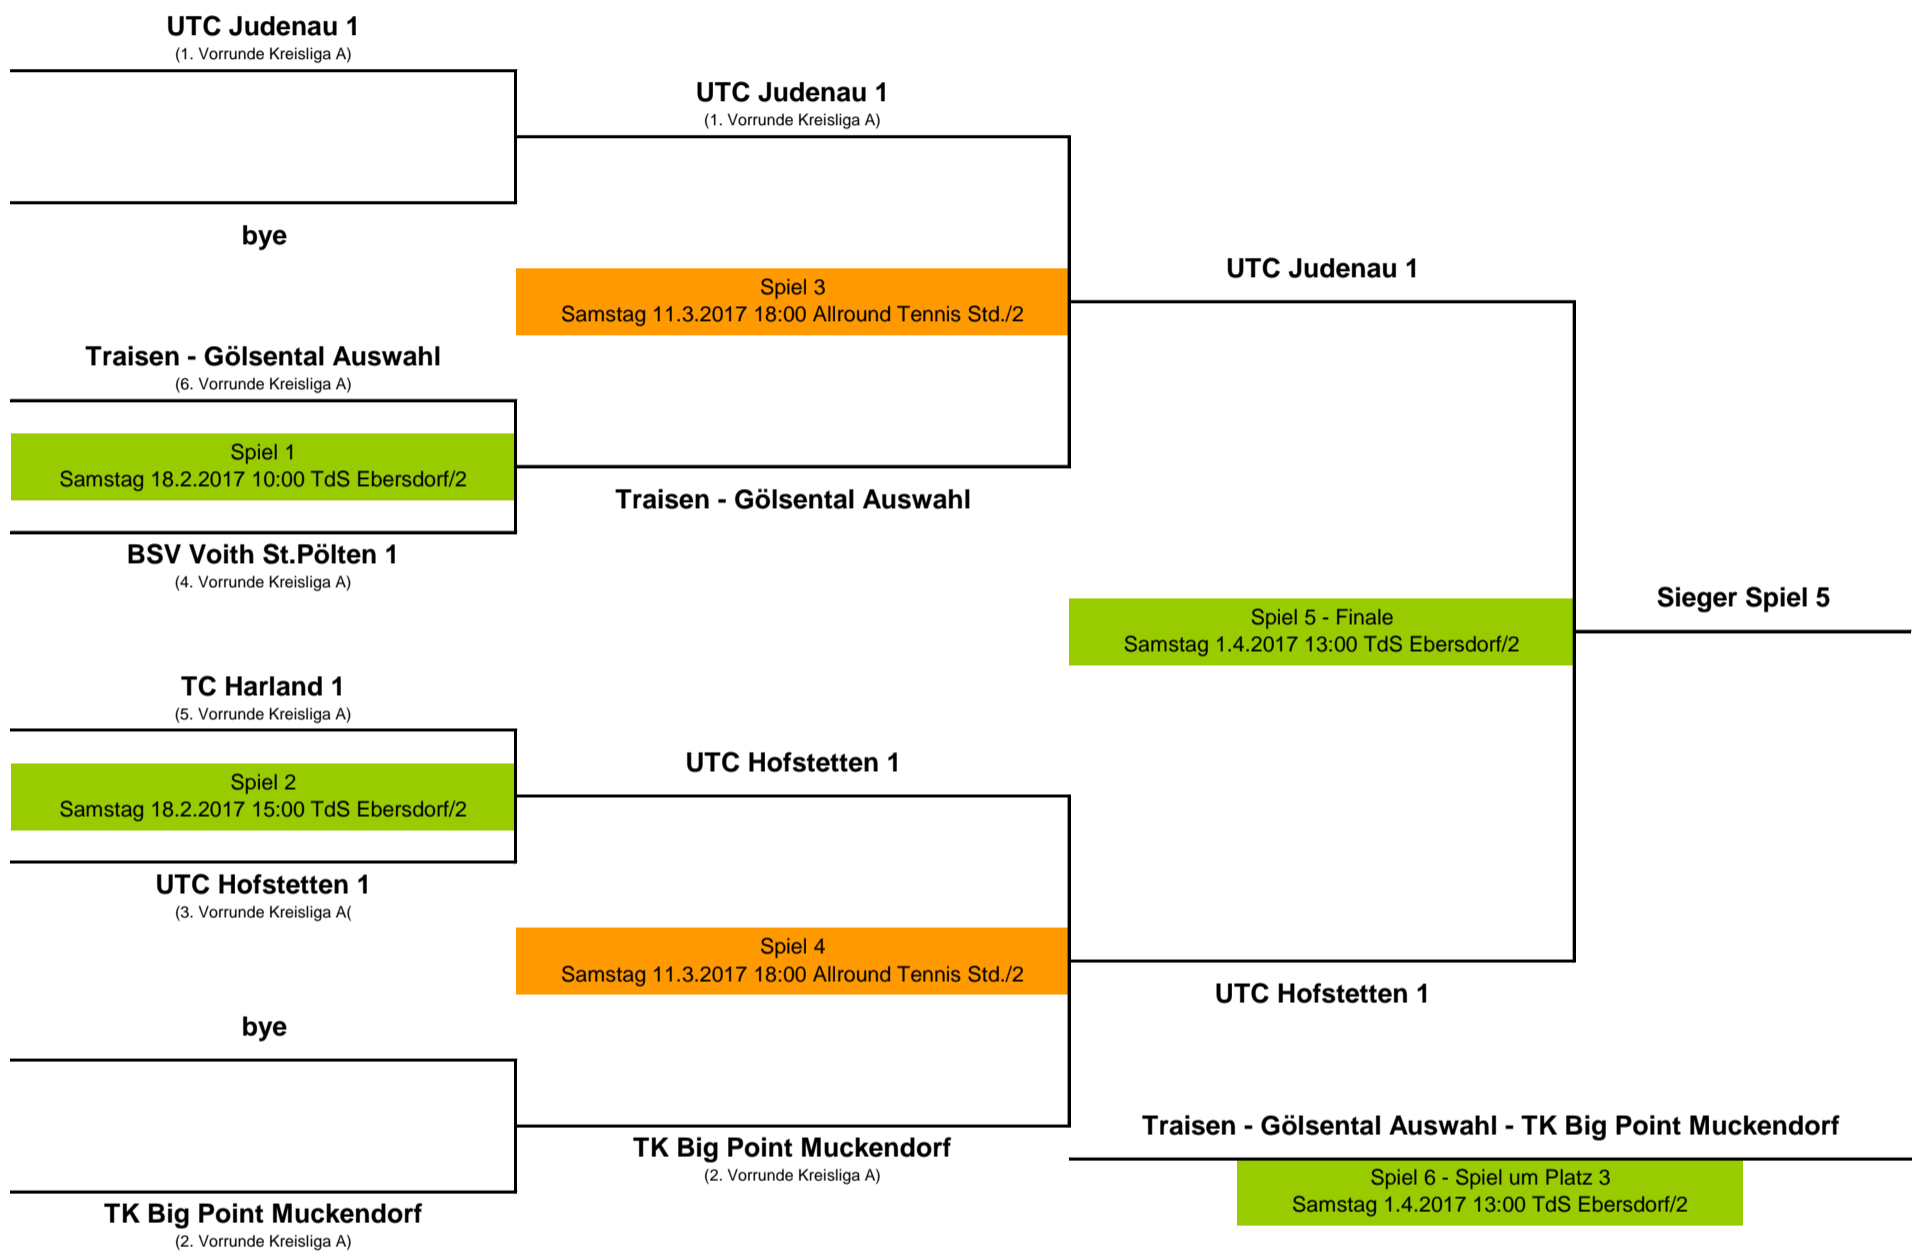 UTC Judenau 1
(1. Vorrunde Kreisliga A)
bye
Traisen - Gölsental Auswahl
(6. Vorrunde Kreisliga A)
Spiel 1
Samstag 18.2.2017 10:00 TdS Ebersdorf/2
BSV Voith St.Pölten 1
(4. Vorrunde Kreisliga A)
TC Harland 1
(5. Vorrunde Kreisliga A)
Spiel 2
Samstag 18.2.2017 15:00 TdS Ebersdorf/2
UTC Hofstetten 1
(3. Vorrunde Kreisliga A(
bye
TK Big Point Muckendorf
(2. Vorrunde Kreisliga A)
UTC Judenau 1
(1. Vorrunde Kreisliga A)
Spiel 3
Samstag 11.3.2017 18:00 Allround Tennis Std./2
Traisen - Gölsental Auswahl
UTC Hofstetten 1
Spiel 4
Samstag 11.3.2017 18:00 Allround Tennis Std./2
TK Big Point Muckendorf
(2. Vorrunde Kreisliga A)
UTC Judenau 1
Spiel 5 - Finale
Samstag 1.4.2017 13:00 TdS Ebersdorf/2
UTC Hofstetten 1
Sieger Spiel 5
Traisen - Gölsental Auswahl - TK Big Point Muckendorf
Spiel 6 - Spiel um Platz 3
Samstag 1.4.2017 13:00 TdS Ebersdorf/2